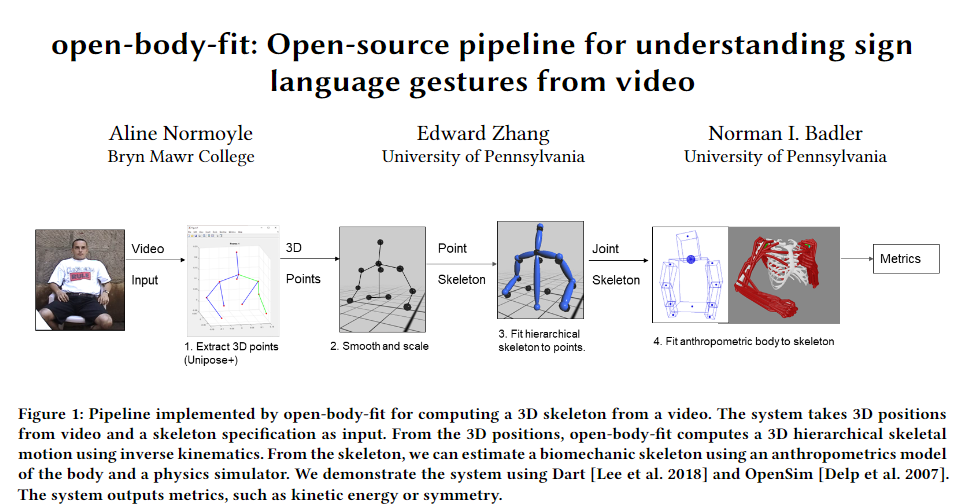 open-body-fit: Open-source pipeline for understanding sign
language gestures from video
Aline Normoyle
Bryn Mawr College
Edward Zhang
University of Pennsylvania
Norman I. Badler
University of Pennsylvania
Video
Input
3D
Points
Point
Skeleton
Joint
Skeleton
Metrics
1. Extract 3D points
(Unipose+)
2. Smooth and scale
3. Fit hierarchical
skeleton to points.
4. Fit anthropometric body to skeleton
Figure 1: Pipeline implemented by open-body-fit for computing a 3D skeleton from a video. The system takes 3D positions
from video and a skeleton specification as input. From the 3D positions, open-body-fit computes a 3D hierarchical skeletal
motion using inverse kinematics. From the skeleton, we can estimate a biomechanic skeleton using an anthropometrics model
of the body and a physics simulator. We demonstrate the system using Dart [Lee et al. 2018] and OpenSim [Delp et al. 2007].
The system outputs metrics, such as kinetic energy or symmetry.